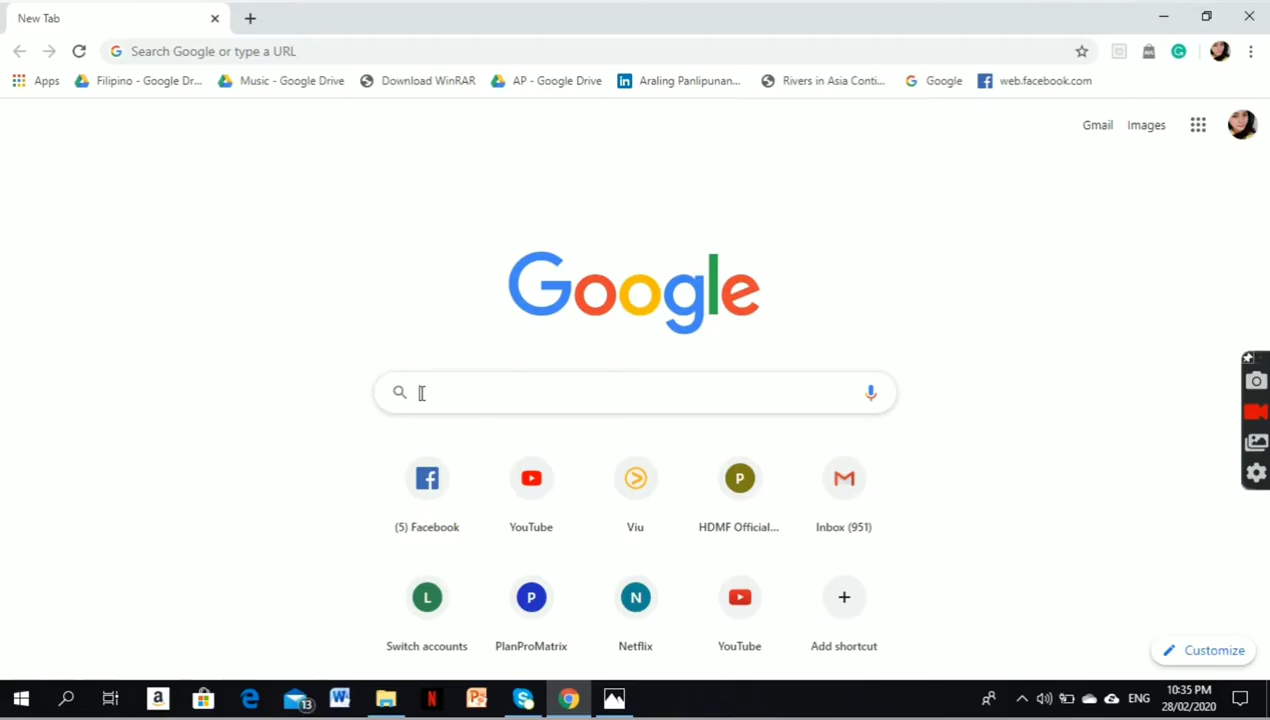 New Tab
Search Google or type a URL
Apps Filipino - Google Dr... Music - Google Drive Download WinRAR AP - Google Drive Araling Panlipunan... Rivers in Asia Conti... Google web.facebook.com
Gmail Images
Google
(5) Facebook YouTube Viu HDMF Official... Inbox (951)
P
L P N
Switch accounts PlanProMatrix Netflix YouTube Add shortcut
Customize
13 ENG 10:35 PM
28/02/2020